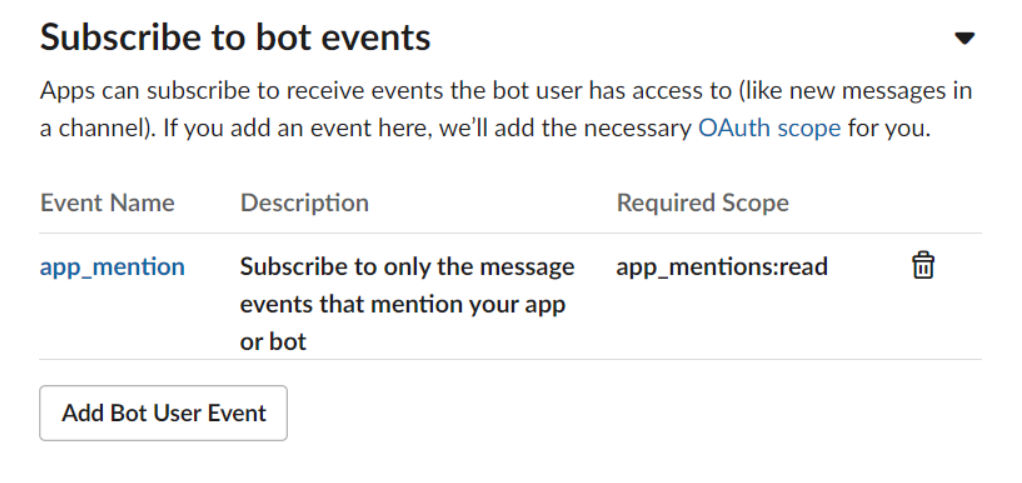 Subscribe to bot events
Apps can subscribe to receive events the bot user has access to (like new messages in
a channel). If you add an event here, we’ll add the necessary OAuth scope for you.
Event Name Description Required Scope
app_mention Subscribe to only the message app_mentions:read
events that mention your app
or bot
Add Bot User Event